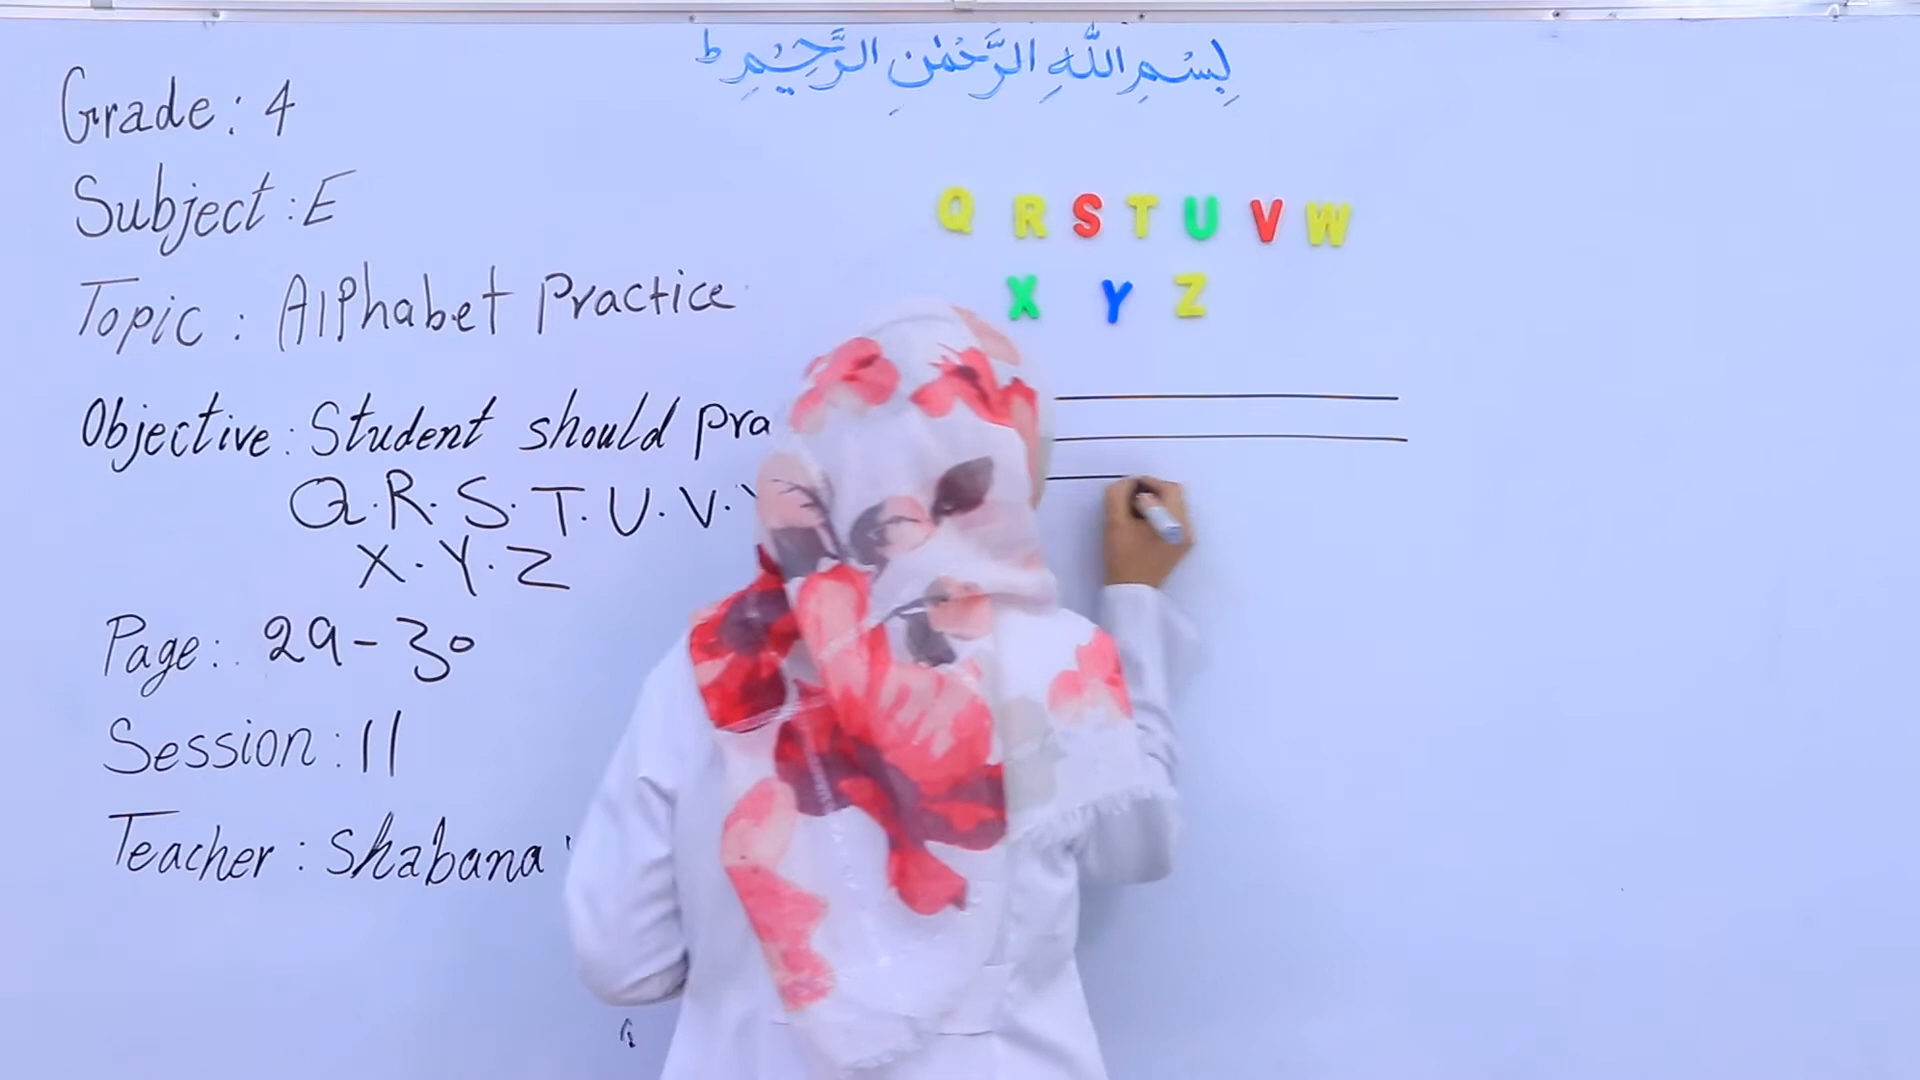 بِسْمِ اللّٰهِ الرَّحْمٰنِ الرَّحِيْمِ ط
Grade: 4
Subject: E
Topic: Alphabet Practice
Objective: Student should pra
Q. R. S. T. U. V.
X. Y. Z
Page: 29-30
Session: 11
Teacher: Shabana
Q R S T U V W
X Y Z